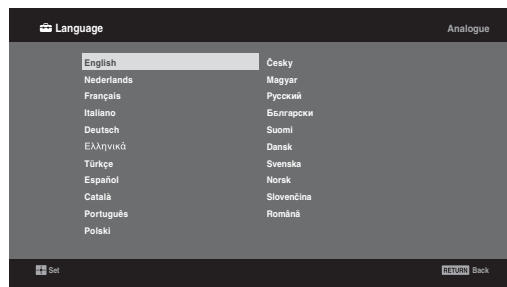 Language
Analogue
English
Nederlands
Français
Italiano
Deutsch
Ελληνικά
Türkçe
Español
Català
Português
Polski
Česky
Magyar
Русский
Български
Suomi
Dansk
Svenska
Norsk
Slovenčina
Română
Set
RETURN Back